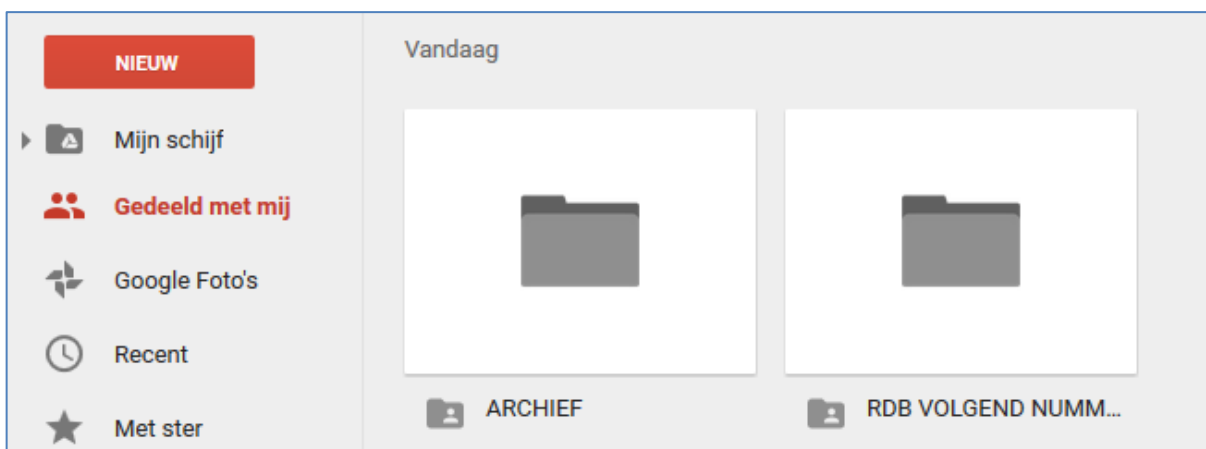 NIEUW
Mijn schijf
Gedeeld met mij
Google Foto's
Recent
Met ster
Vandaag
ARCHIEF
RDB VOLGEND NUMM...